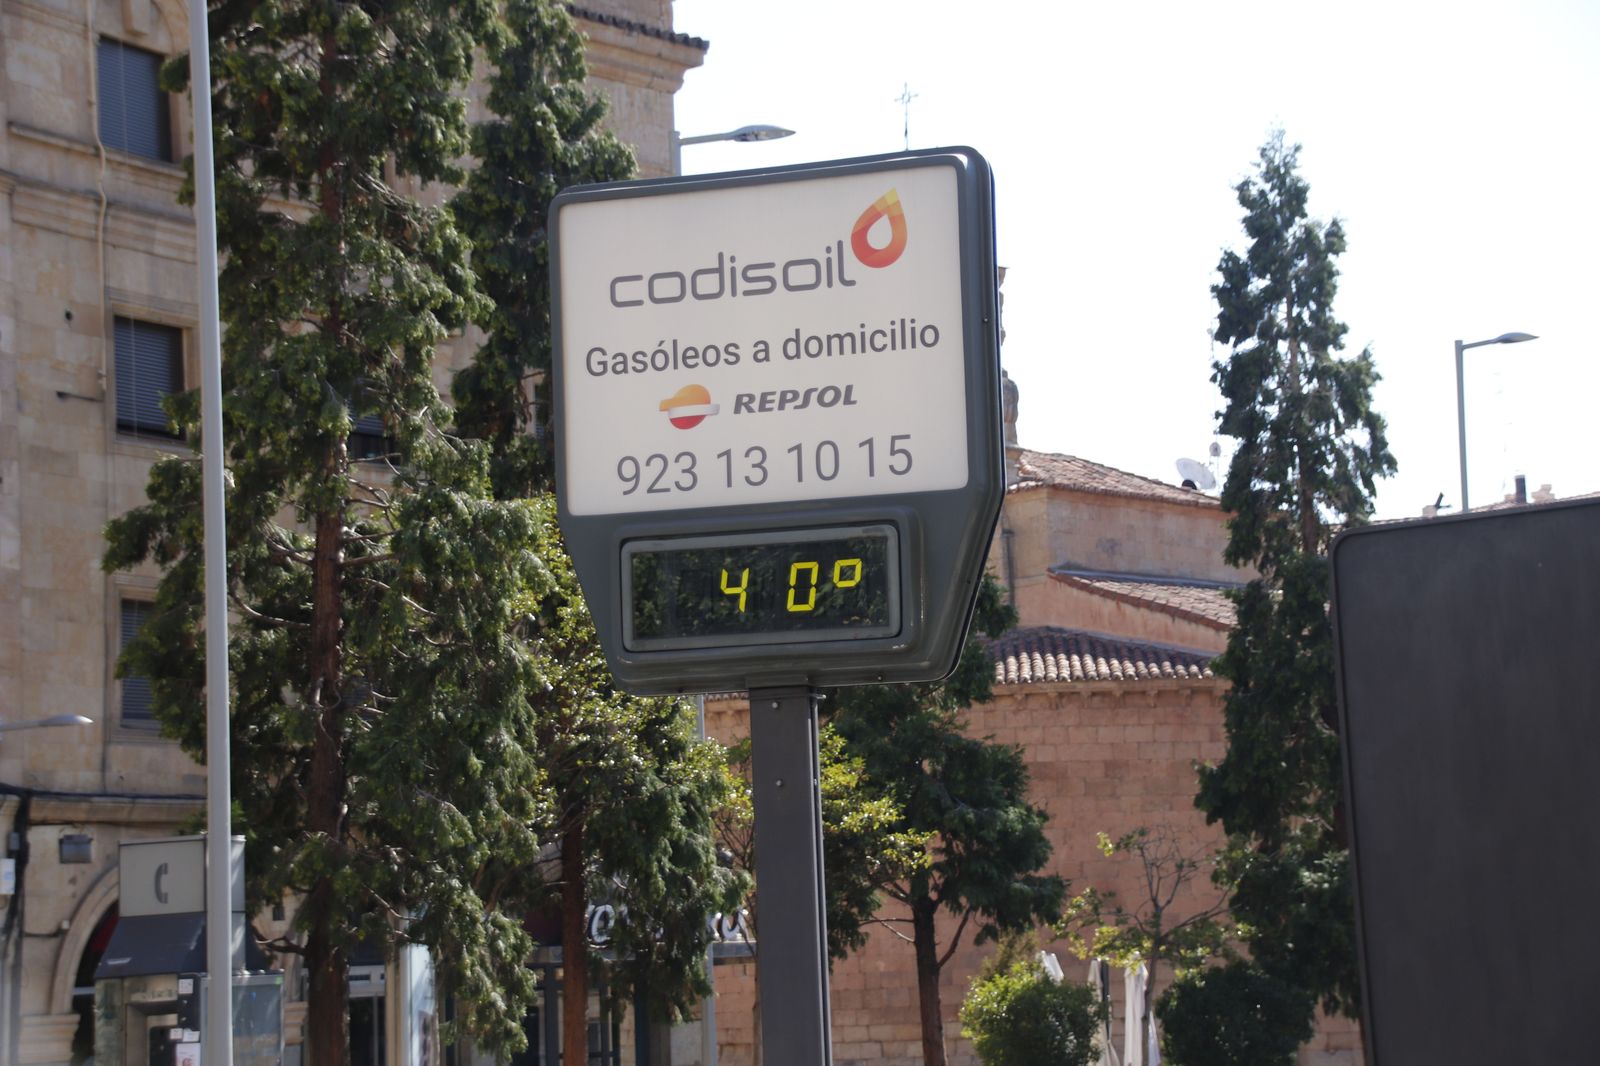 codisoil
Gasóleos a domicilio
REPSOL
923 13 10 15
40º